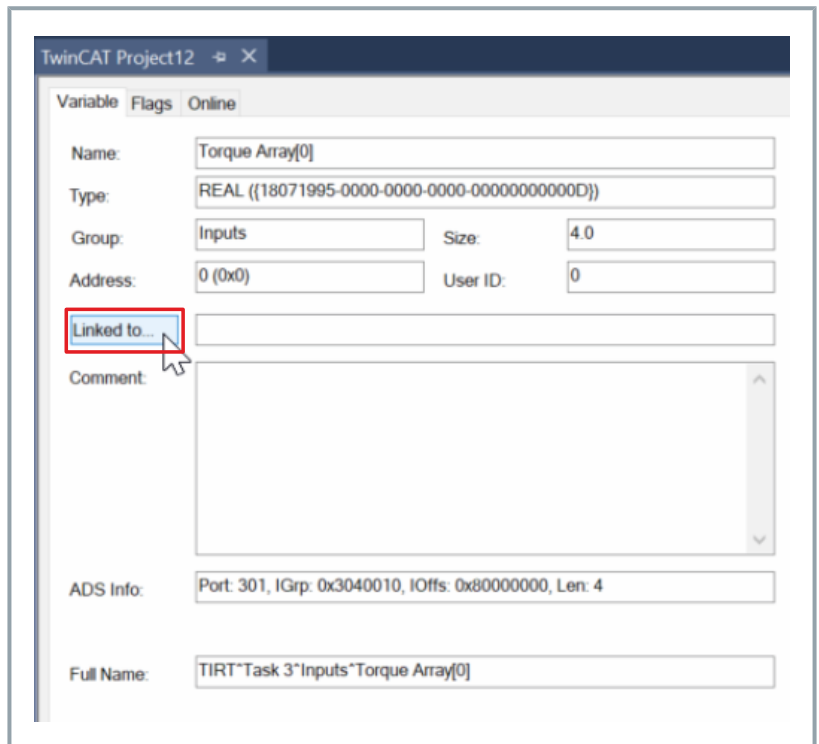 TwinCAT Project12
Variable Flags Online
Name: Torque Array[0]
Type: REAL ({18071995-0000-0000-0000-00000000000D})
Group: Inputs Size: 4.0
Address: 0 (0x0) User ID: 0
Linked to...
Comment:
ADS Info: Port: 301, IGrp: 0x3040010, IOffs: 0x80000000, Len: 4
Full Name: TIRT^Task 3^Inputs^Torque Array[0]